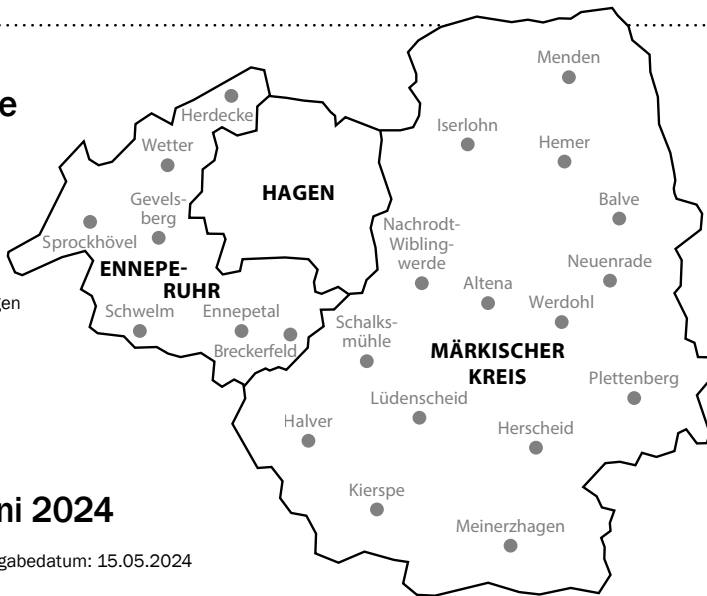 e
Menden
Herdecke
Iserlohn
Wetter
Hemer
HAGEN
Gevels-
berg
Balve
Sprockhövel
Nachrodt-
Wibling-
werde
ENNEPE-
RUHR
Neuenrade
Altena
gen
Werdohl
Schwelm
Ennepetal
Breckerfeld
Schalks-
mühle
MÄRKISCHER
KREIS
Plettenberg
Lüdenscheid
Halver
Herscheid
Kierspe
ni 2024
Meinerzhagen
gabedatum: 15.05.2024